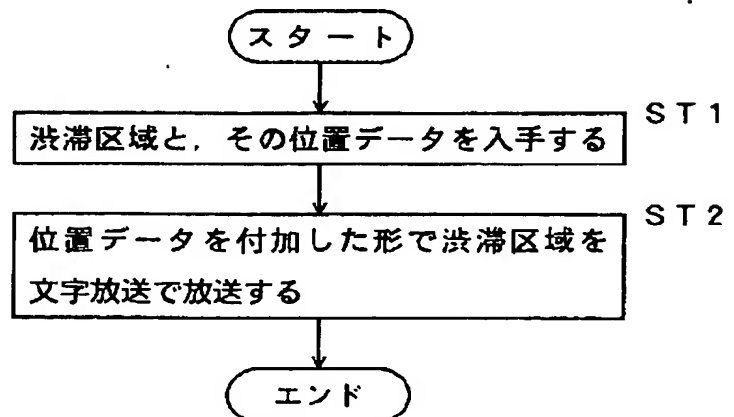 スタート
ST1
渋滞区域と，その位置データを入手する
ST2
位置データを付加した形で渋滞区域を
文字放送で放送する
エンド